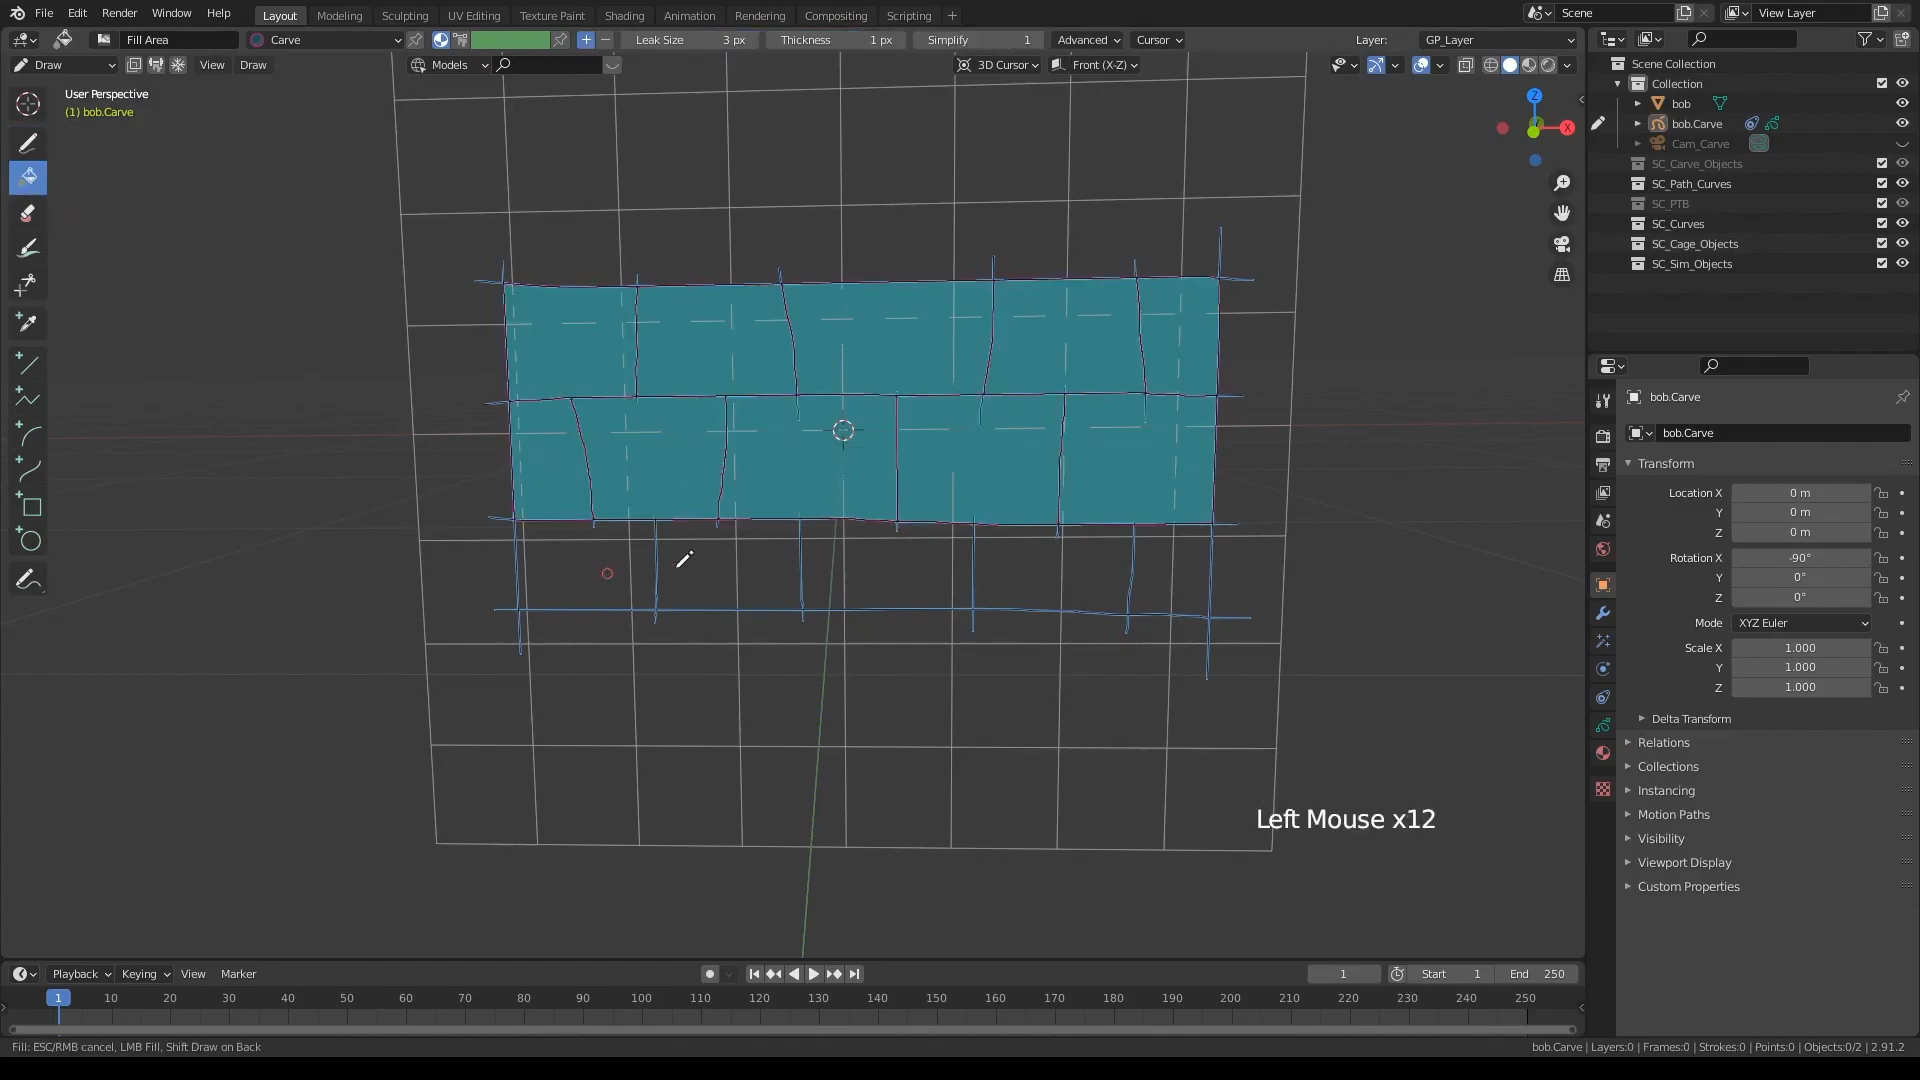 File Edit Render Window Help
Layout Modeling Sculpting UV Editing Texture Paint Shading Animation Rendering Compositing Scripting +
Scene
View Layer
Fill Area
Carve
Leak Size 3 px
Thickness 1 px
Simplify 1
Advanced
Cursor
Layer: GP_Layer
Draw
View Draw
Models
3D Cursor
Front (X-Z)
User Perspective
(1) bob.Carve
Z
X
Left Mouse x12
Scene Collection
Collection
bob
bob.Carve
Cam_Carve
SC_Carve_Objects
SC_Path_Curves
SC_PTB
SC_Curves
SC_Cage_Objects
SC_Sim_Objects
bob.Carve
bob.Carve
Transform
Location X 0 m
Y 0 m
Z 0 m
Rotation X -90°
Y 0°
Z 0°
Mode XYZ Euler
Scale X 1.000
Y 1.000
Z 1.000
Delta Transform
Relations
Collections
Instancing
Motion Paths
Visibility
Viewport Display
Custom Properties
Playback Keying View Marker
1
Start 1
End 250
1 10 20 30 40 50 60 70 80 90 100 110 120 130 140 150 160 170 180 190 200 210 220 230 240 250
Fill: ESC/RMB cancel, LMB Fill, Shift Draw on Back
bob.Carve | Layers:0 | Frames:0 | Strokes:0 | Points:0 | Objects:0/2 | 2.91.2